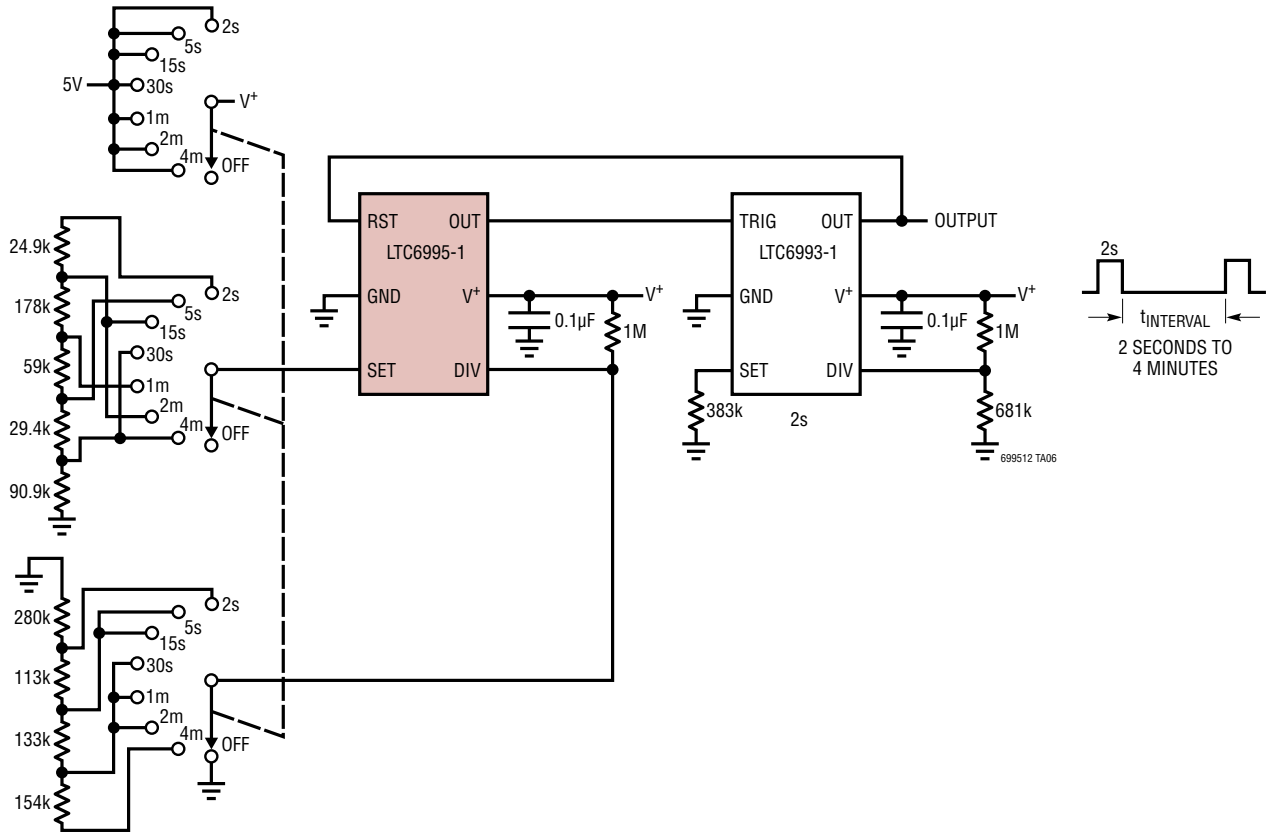 2s
5s
15s
5V
30s
V+
1m
2m
4m
OFF
24.9k
178k
59k
29.4k
90.9k
2s
5s
15s
30s
1m
2m
4m
OFF
280k
113k
133k
154k
2s
5s
15s
30s
1m
2m
4m
OFF
RST
OUT
LTC6995-1
GND
V+
SET
DIV
V+
0.1µF
1M
TRIG
OUT
LTC6993-1
GND
V+
SET
DIV
OUTPUT
V+
0.1µF
1M
383k
2s
681k
699512 TA06
2s
tINTERVAL
2 SECONDS TO
4 MINUTES